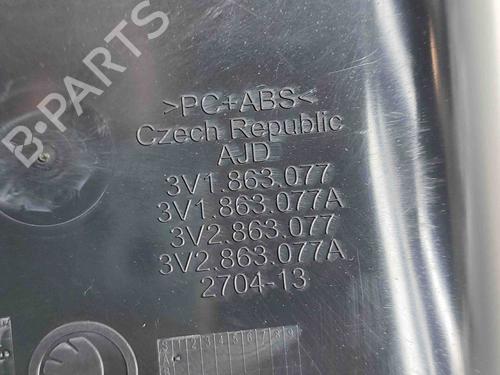 B-PARTS
>PC+ABS<
Czech Republic
AJD
3V1.863.077
3V1.863.077A
3V2.863.077
3V2.863.077A
2704-13